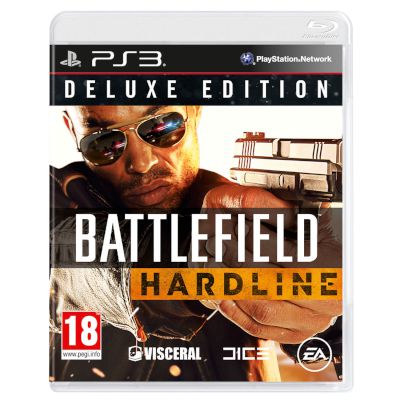 PS3
PlayStation Network
DELUXE EDITION
BATTLEFIELD
HARDLINE
18
www.pegi.info
VISCERAL
DICE
EA